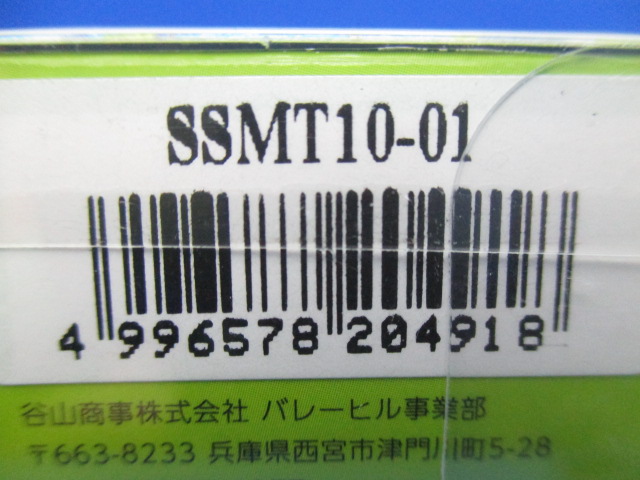 SSMT10-01
4 996578 204918
谷山商事株式会社 バレーヒル事業部
〒663-8233 兵庫県西宮市津門川町5-28